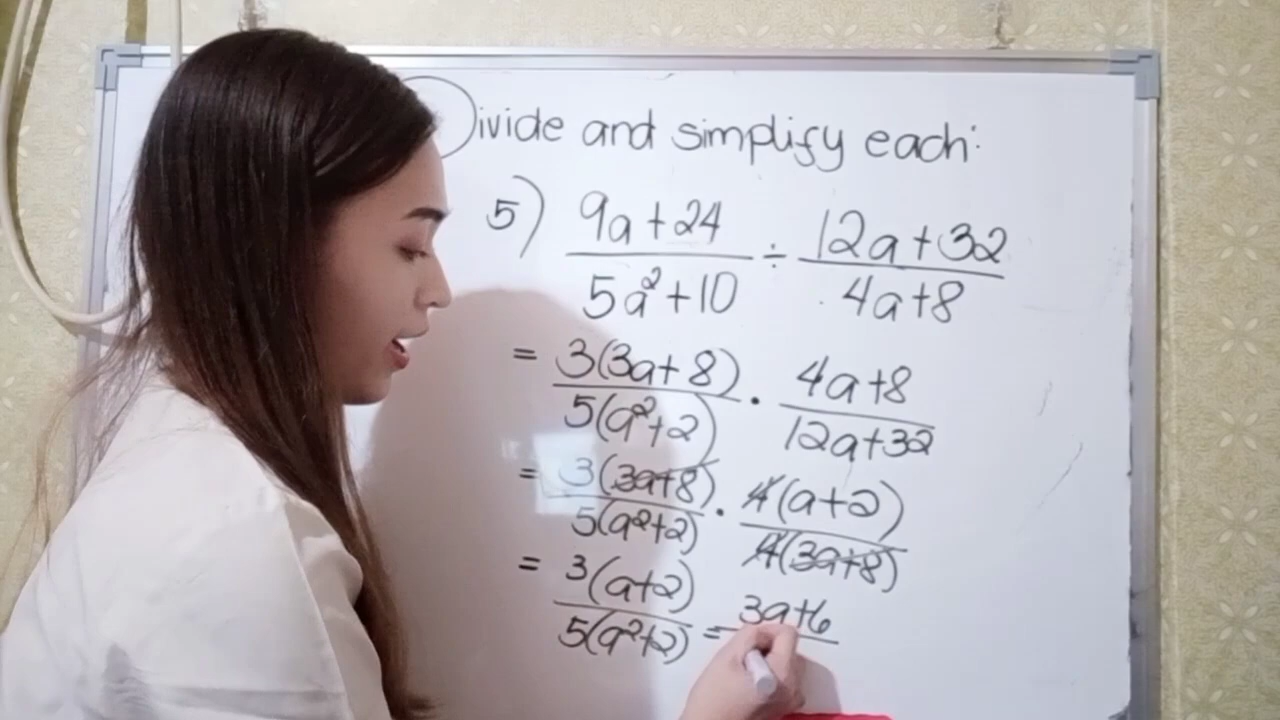 Divide and simplify each:
5) 9a+24 / 5a²+10 ÷ 12a+32 / 4a+8
= 3(3a+8) / 5(a²+2) · 4a+8 / 12a+32
= 3(3a+8) / 5(a²+2) · 4(a+2) / 4(3a+8)
= 3(a+2) / 5(a²+2) = 3a+6